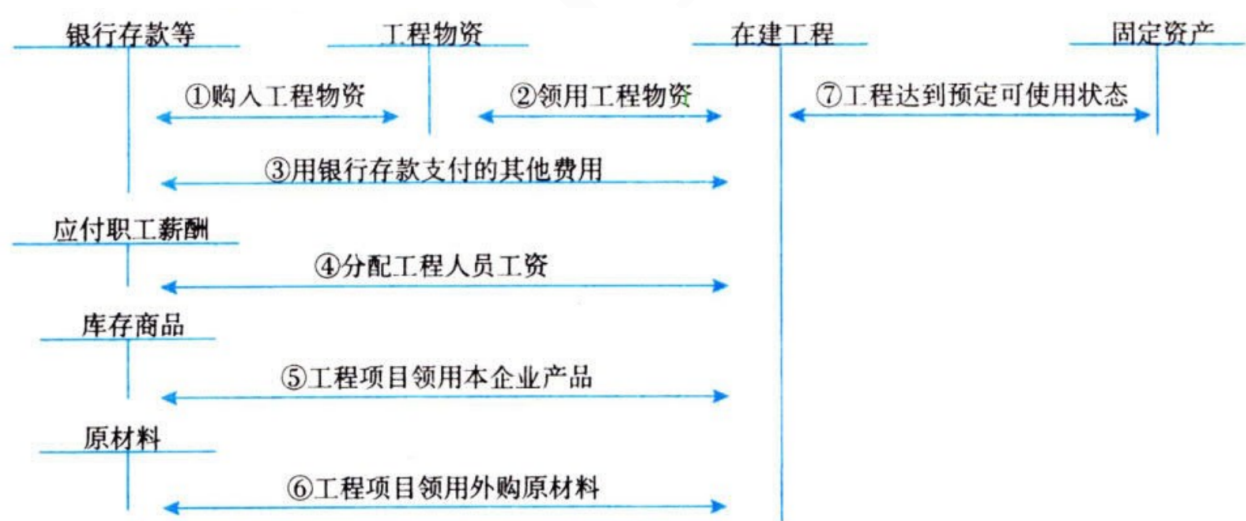 银行存款等 工程物资 在建工程 固定资产
①购入工程物资 ②领用工程物资 ⑦工程达到预定可使用状态
③用银行存款支付的其他费用
应付职工薪酬
④分配工程人员工资
库存商品
⑤工程项目领用本企业产品
原材料
⑥工程项目领用外购原材料